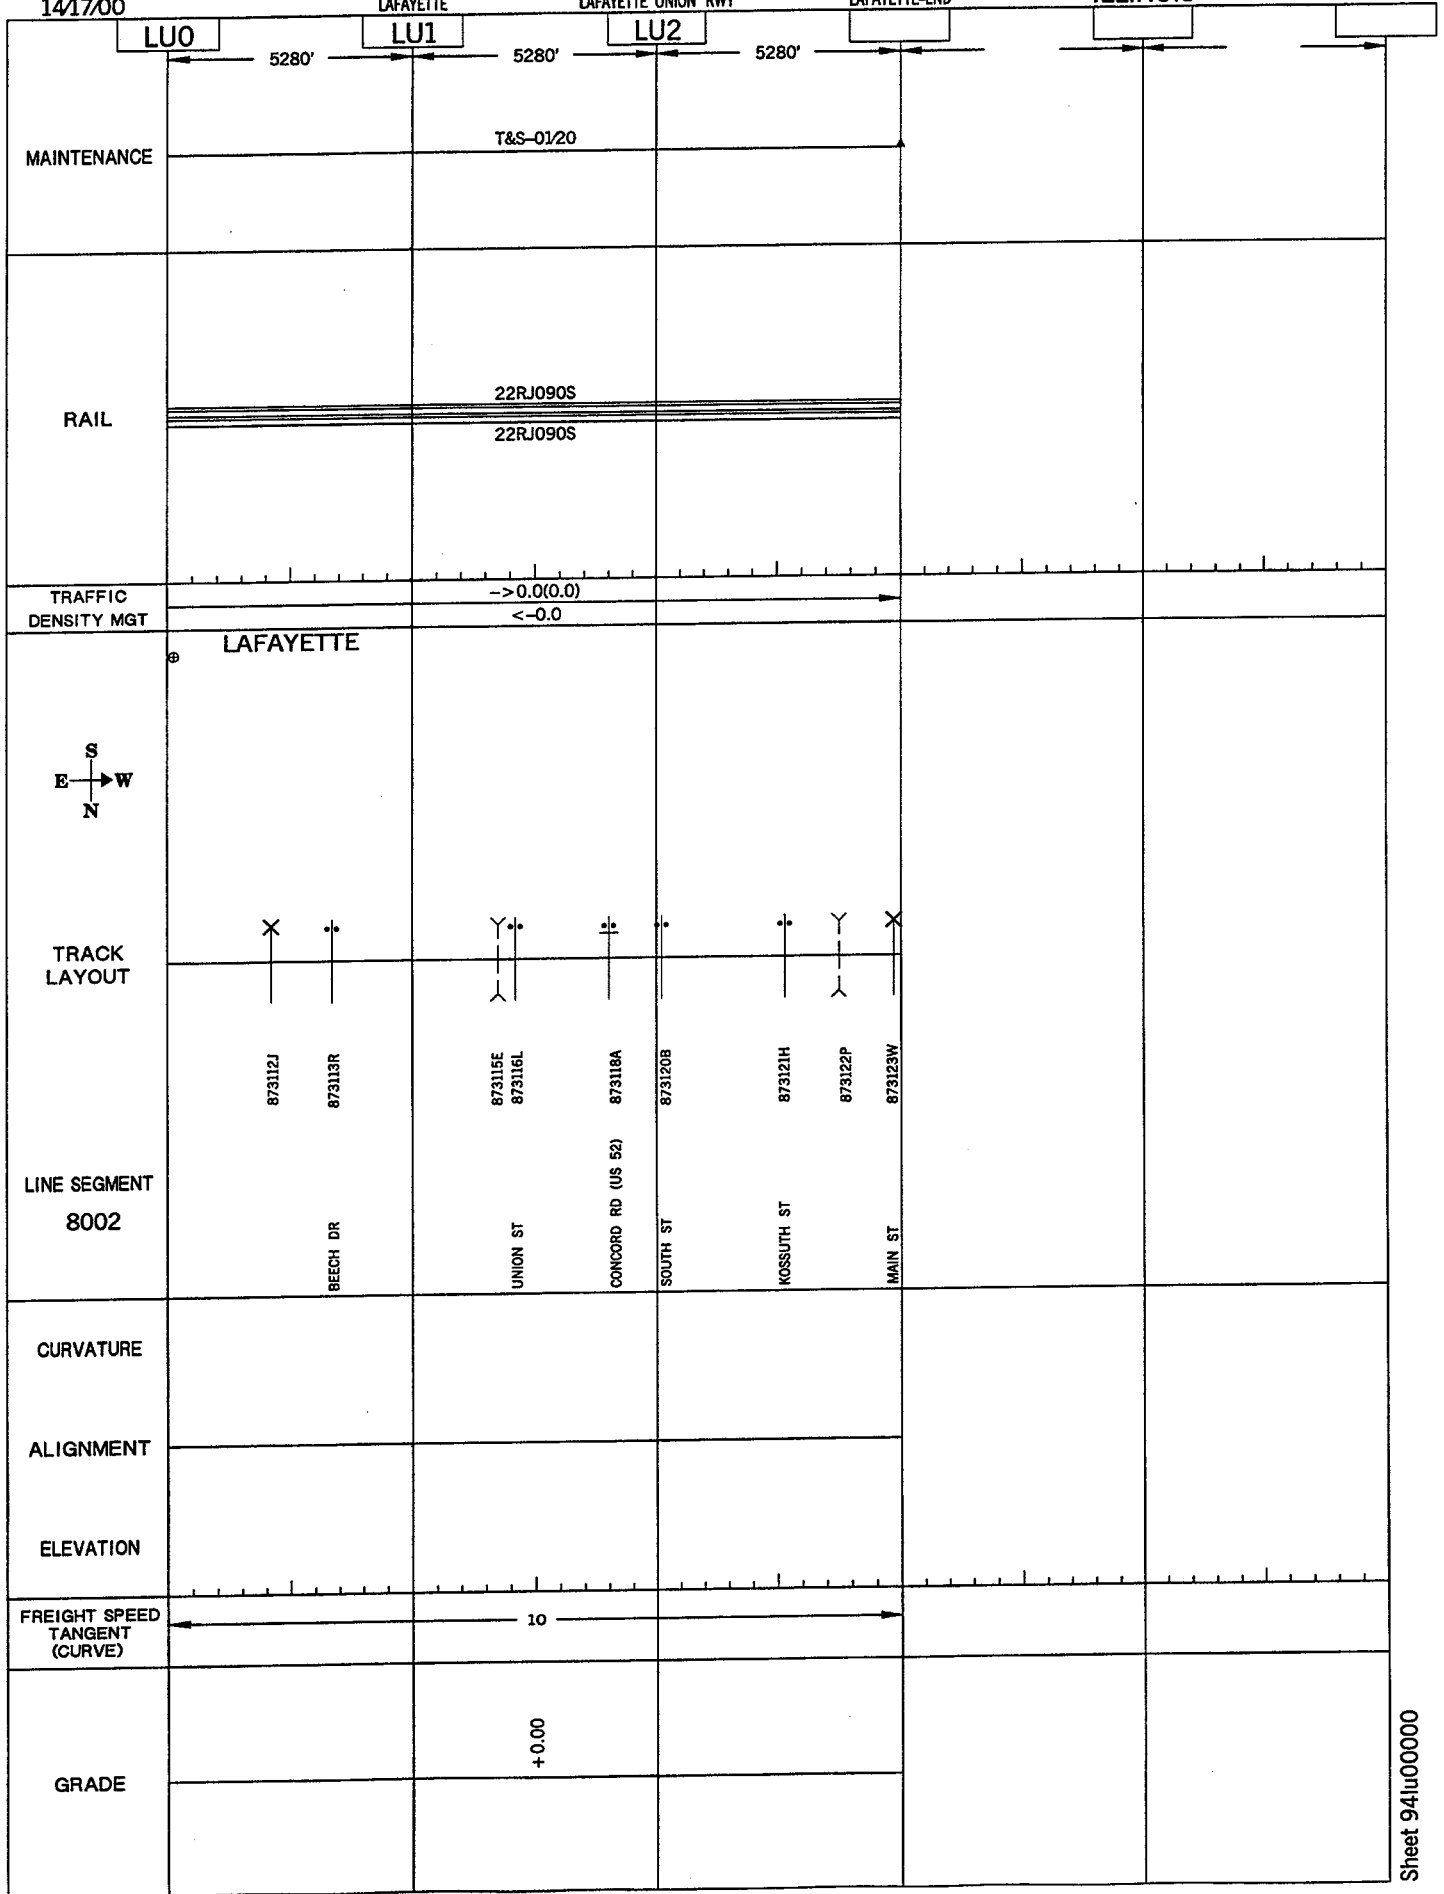 14/17/00
LAFAYETTE
LAFAYETTE UNION RWY
LAFAYETTE-END
LU0
LU1
LU2
5280'
5280'
5280'
MAINTENANCE
T&S-01/20
RAIL
22RJ090S
22RJ090S
TRAFFIC
DENSITY MGT
->0.0(0.0)
<-0.0
LAFAYETTE
S
E
W
N
TRACK
LAYOUT
873112J
873113R
873115E
873116L
873118A
873120B
873121H
873122P
873123W
LINE SEGMENT
8002
BEECH DR
UNION ST
CONCORD RD (US 52)
SOUTH ST
KOSSUTH ST
MAIN ST
CURVATURE
ALIGNMENT
ELEVATION
FREIGHT SPEED
TANGENT
(CURVE)
10
GRADE
+0.00
Sheet 94lu00000